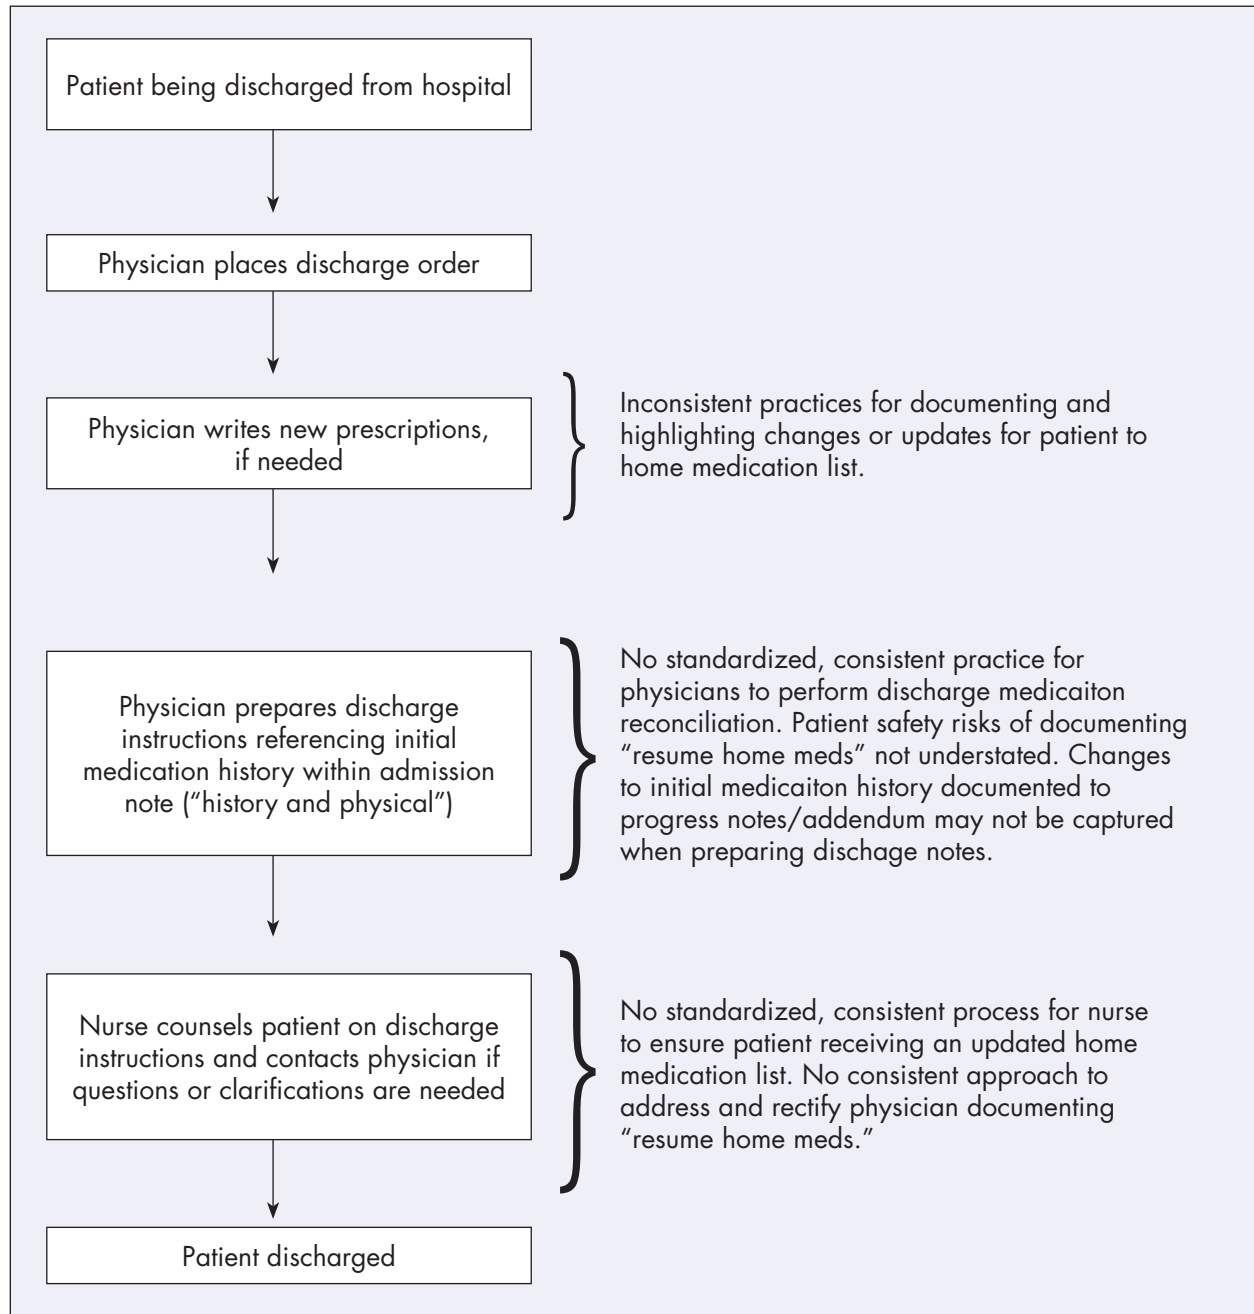 Patient being discharged from hospital
Physician places discharge order
Physician writes new prescriptions,
if needed
Inconsistent practices for documenting and
highlighting changes or updates for patient to
home medication list.
Physician prepares discharge
instructions referencing initial
medication history within admission
note (“history and physical”)
No standardized, consistent practice for
physicians to perform discharge medicaiton
reconciliation. Patient safety risks of documenting
“resume home meds” not understated. Changes
to initial medicaiton history documented to
progress notes/addendum may not be captured
when preparing dischage notes.
Nurse counsels patient on discharge
instructions and contacts physician if
questions or clarifications are needed
No standardized, consistent process for nurse
to ensure patient receiving an updated home
medication list. No consistent approach to
address and rectify physician documenting
“resume home meds.”
Patient discharged